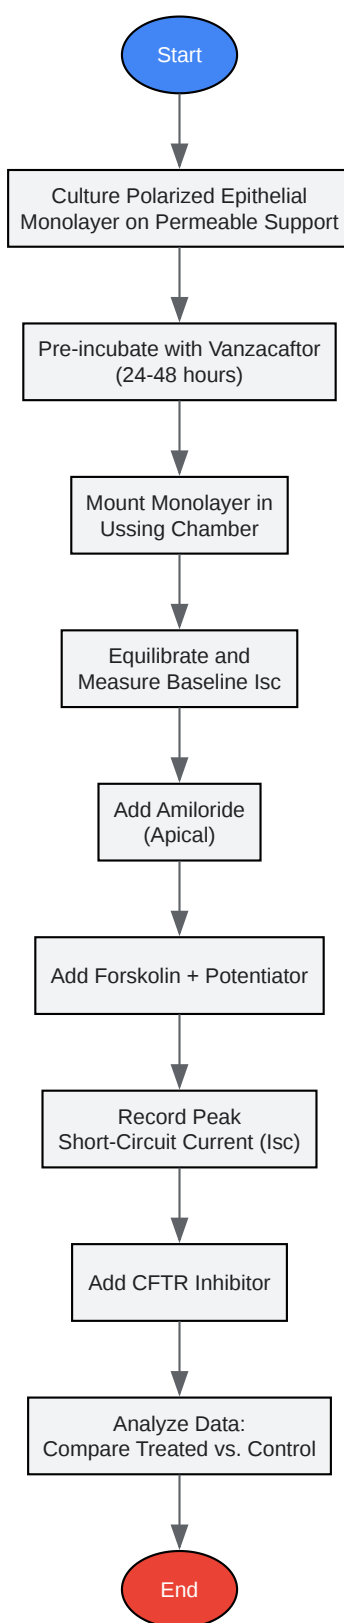 Start
Culture Polarized Epithelial
Monolayer on Permeable Support
Pre-incubate with Vanzacaftor
(24-48 hours)
Mount Monolayer in
Ussing Chamber
Equilibrate and
Measure Baseline Isc
Add Amiloride
(Apical)
Add Forskolin + Potentiator
Record Peak
Short-Circuit Current (Isc)
Add CFTR Inhibitor
Analyze Data:
Compare Treated vs. Control
End